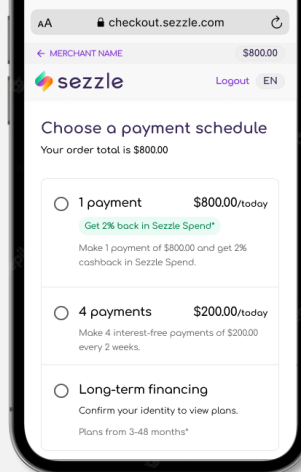 AA checkout.sezzle.com
← MERCHANT NAME $800.00
sezzle Logout EN
Choose a payment schedule
Your order total is $800.00
1 payment $800.00/today
Get 2% back in Sezzle Spend*
Make 1 payment of $800.00 and get 2%
cashback in Sezzle Spend.
4 payments $200.00/today
Make 4 interest-free payments of $200.00
every 2 weeks.
Long-term financing
Confirm your identity to view plans.
Plans from 3-48 months*